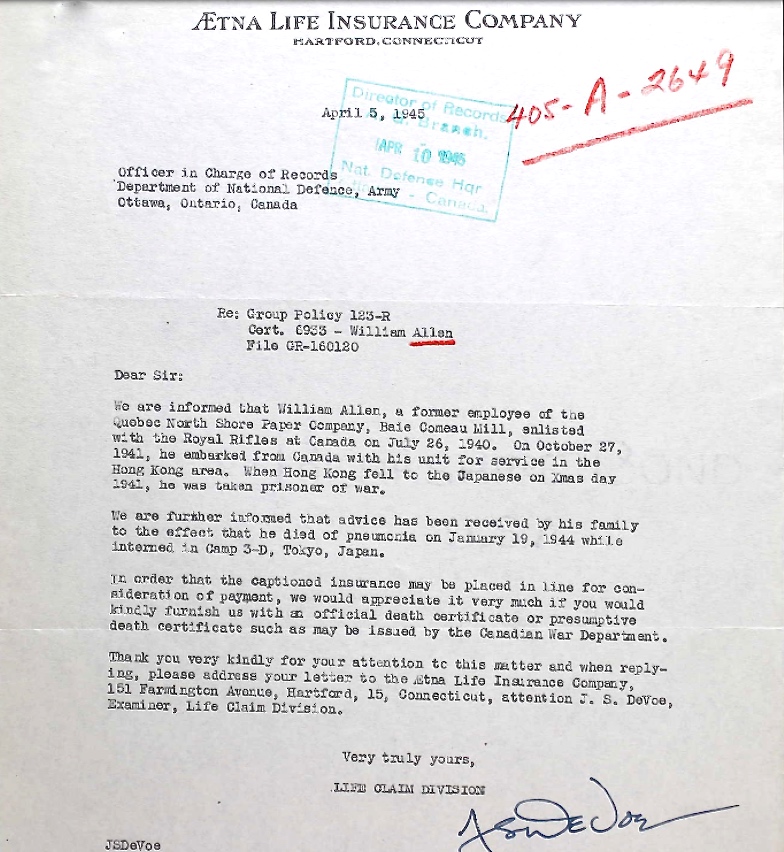 ÆTNA LIFE INSURANCE COMPANY
HARTFORD, CONNECTICUT
405-A-2649
April 5, 1945
Director of Records
Branch.
APR 10 1945
Nat. Defense Hqr
- Canada.
Officer in Charge of Records
Department of National Defence, Army
Ottawa, Ontario, Canada
Re: Group Policy 123-R
Cert. 6933 - William Allen
File GR-160120
Dear Sir:
We are informed that William Allen, a former employee of the
Quebec North Shore Paper Company, Baie Comeau Mill, enlisted
with the Royal Rifles at Canada on July 26, 1940. On October 27,
1941, he embarked from Canada with his unit for service in the
Hong Kong area. When Hong Kong fell to the Japanese on Xmas day
1941, he was taken prisoner of war.
We are further informed that advice has been received by his family
to the effect that he died of pneumonia on January 19, 1944 while
interned in Camp 3-D, Tokyo, Japan.
In order that the captioned insurance may be placed in line for con-
sideration of payment, we would appreciate it very much if you would
kindly furnish us with an official death certificate or presumptive
death certificate such as may be issued by the Canadian War Department.
Thank you very kindly for your attention to this matter and when reply-
ing, please address your letter to the Ætna Life Insurance Company,
151 Farmington Avenue, Hartford, 15, Connecticut, attention J. S. DeVoe,
Examiner, Life Claim Division.
Very truly yours,
LIFE CLAIM DIVISION
JSDeVoe
JSDeVoe